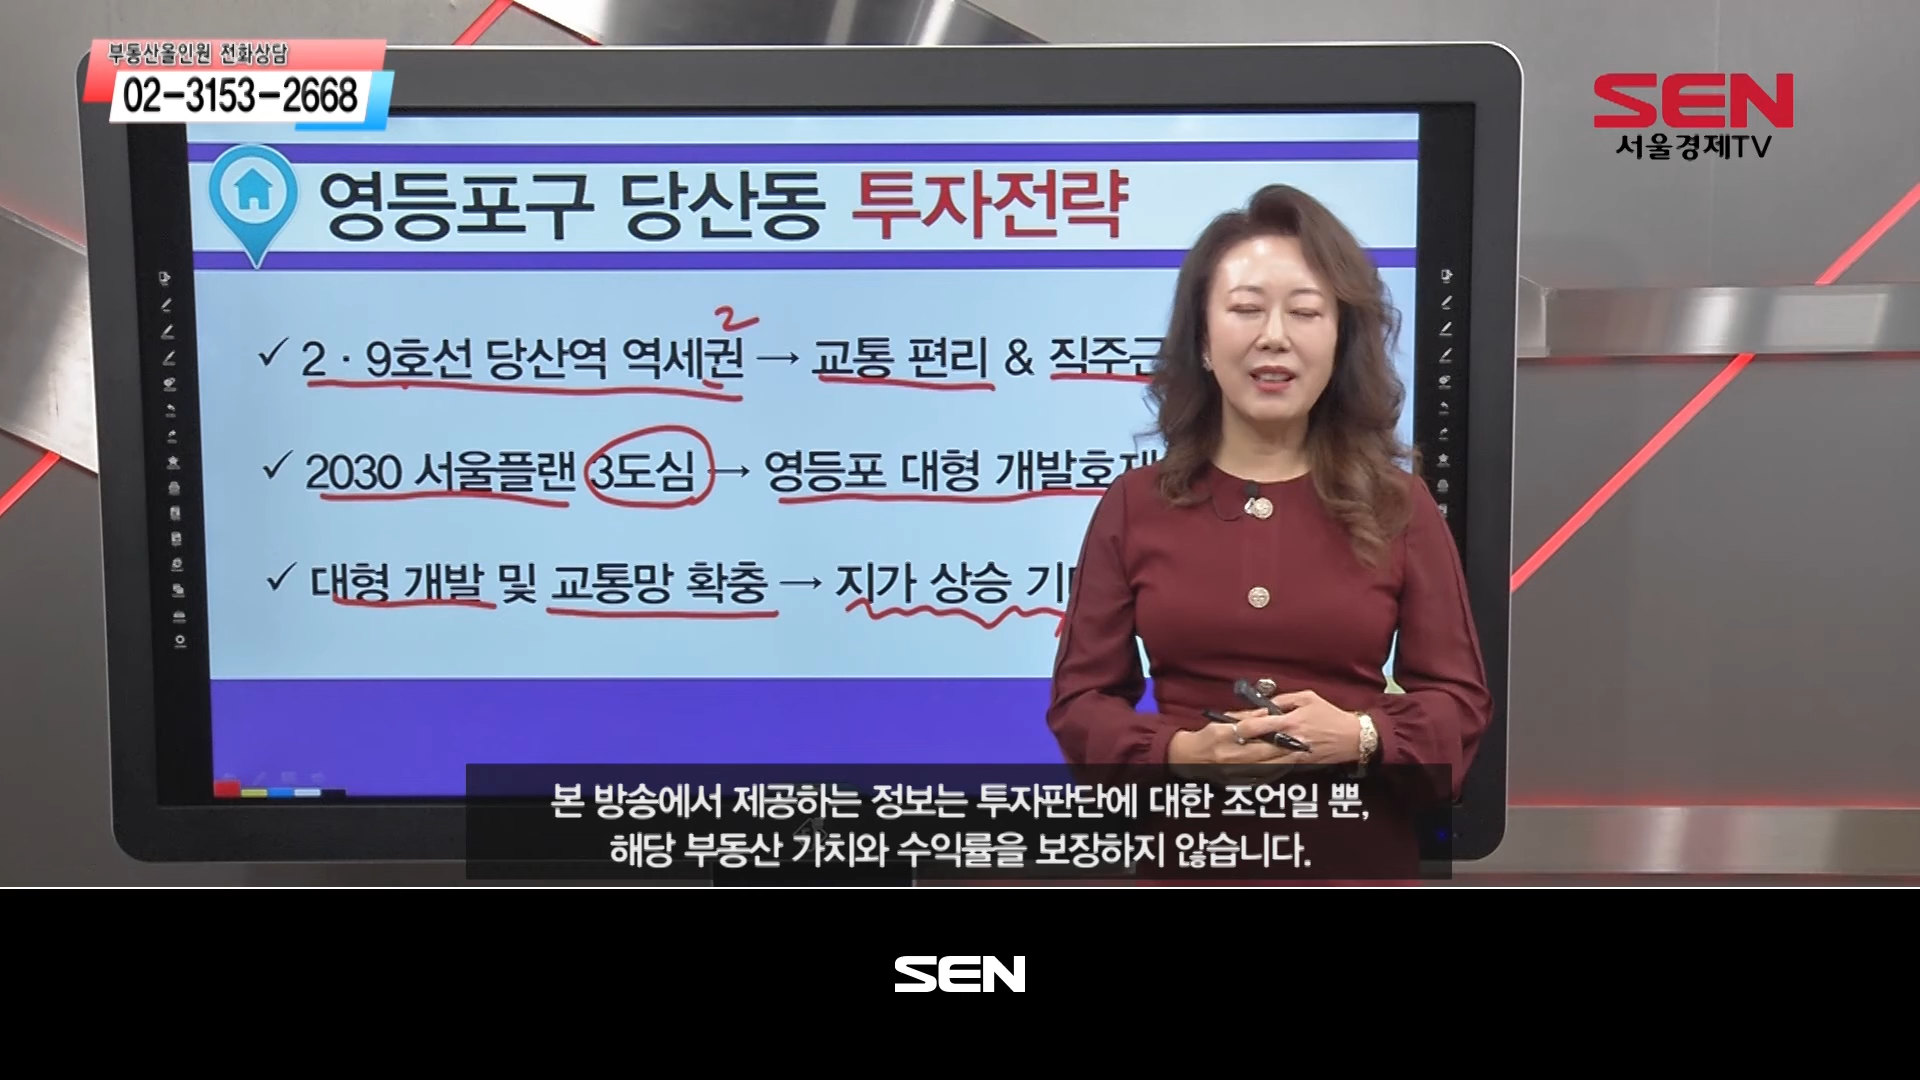 부동산올인원 전화상담
02-3153-2668
SEN
서울경제TV
영등포구 당산동 투자전략
2
✓ 2·9호선 당산역 역세권 → 교통 편리 & 직주근
✓ 2030 서울플랜 3도심 → 영등포 대형 개발호재
✓ 대형 개발 및 교통망 확충 → 지가 상승 기
본 방송에서 제공하는 정보는 투자판단에 대한 조언일 뿐,
해당 부동산 가치와 수익률을 보장하지 않습니다.
SEN